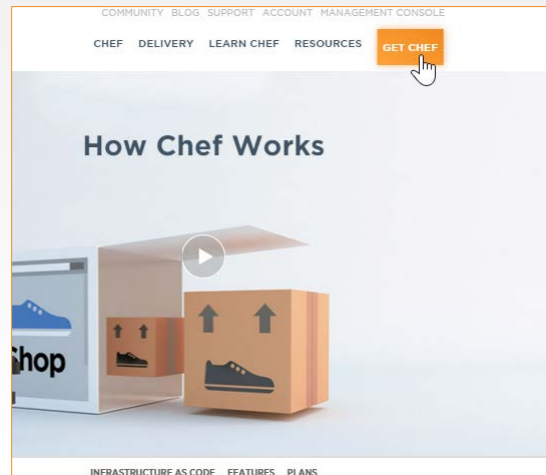 COMMUNITY BLOG SUPPORT ACCOUNT MANAGEMENT CONSOLE
CHEF DELIVERY LEARN CHEF RESOURCES GET CHEF
How Chef Works
Shop
INFRASTRUCTURE AS CODE FEATURES PLANS